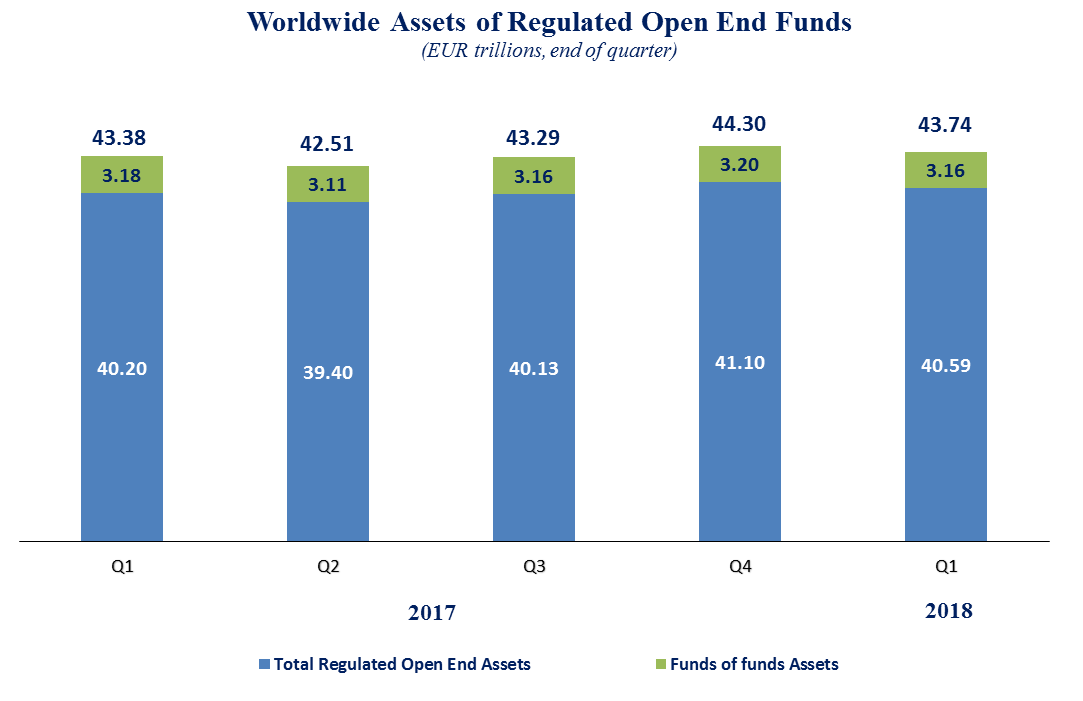 Worldwide Assets of Regulated Open End Funds
(EUR trillions, end of quarter)
43.38 42.51 43.29 44.30 43.74
3.18 3.11 3.16 3.20 3.16
40.20 39.40 40.13 41.10 40.59
Q1 Q2 Q3 Q4 Q1
2017 2018
Total Regulated Open End Assets Funds of funds Assets